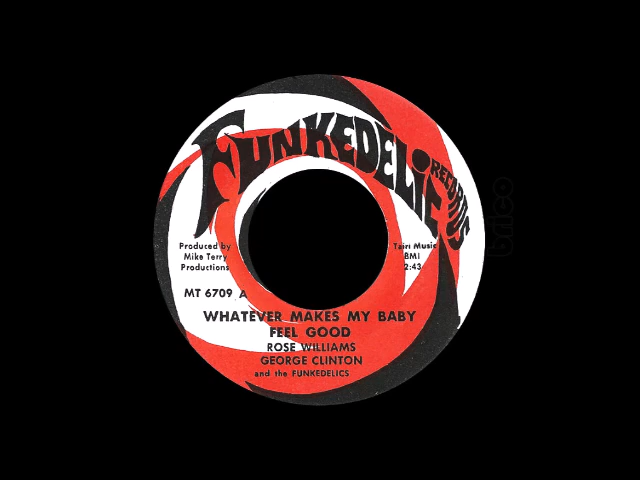 FUNKEDELIC
RECORDS
Produced by
Mike Terry
Productions
Tairi Music
BMI
2:43
MT 6709 A
WHATEVER MAKES MY BABY
FEEL GOOD
ROSE WILLIAMS
GEORGE CLINTON
and the FUNKEDELICS
brico